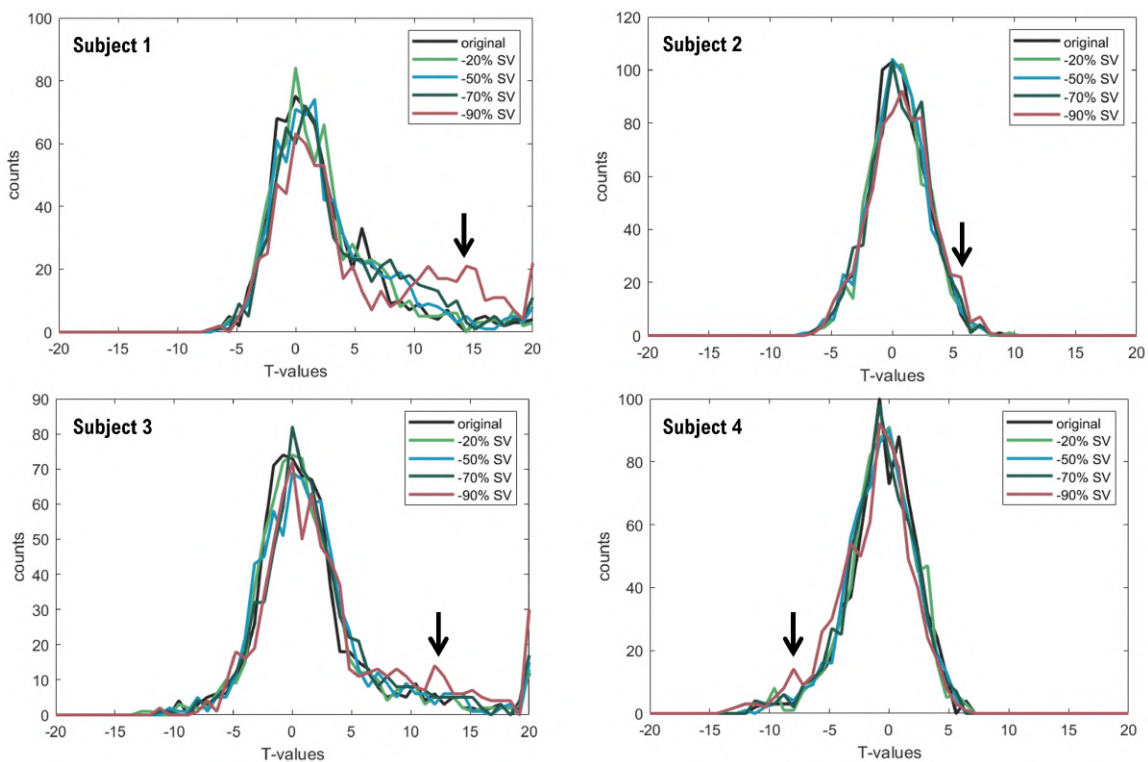 Subject 1
original
-20% SV
-50% SV
-70% SV
-90% SV
100
80
60
40
20
0
counts
-20 -15 -10 -5 0 5 10 15 20
T-values
Subject 2
original
-20% SV
-50% SV
-70% SV
-90% SV
120
100
80
60
40
20
0
counts
-20 -15 -10 -5 0 5 10 15 20
T-values
Subject 3
original
-20% SV
-50% SV
-70% SV
-90% SV
90
80
70
60
50
40
30
20
10
0
counts
-20 -15 -10 -5 0 5 10 15 20
T-values
Subject 4
original
-20% SV
-50% SV
-70% SV
-90% SV
100
80
60
40
20
0
counts
-20 -15 -10 -5 0 5 10 15 20
T-values